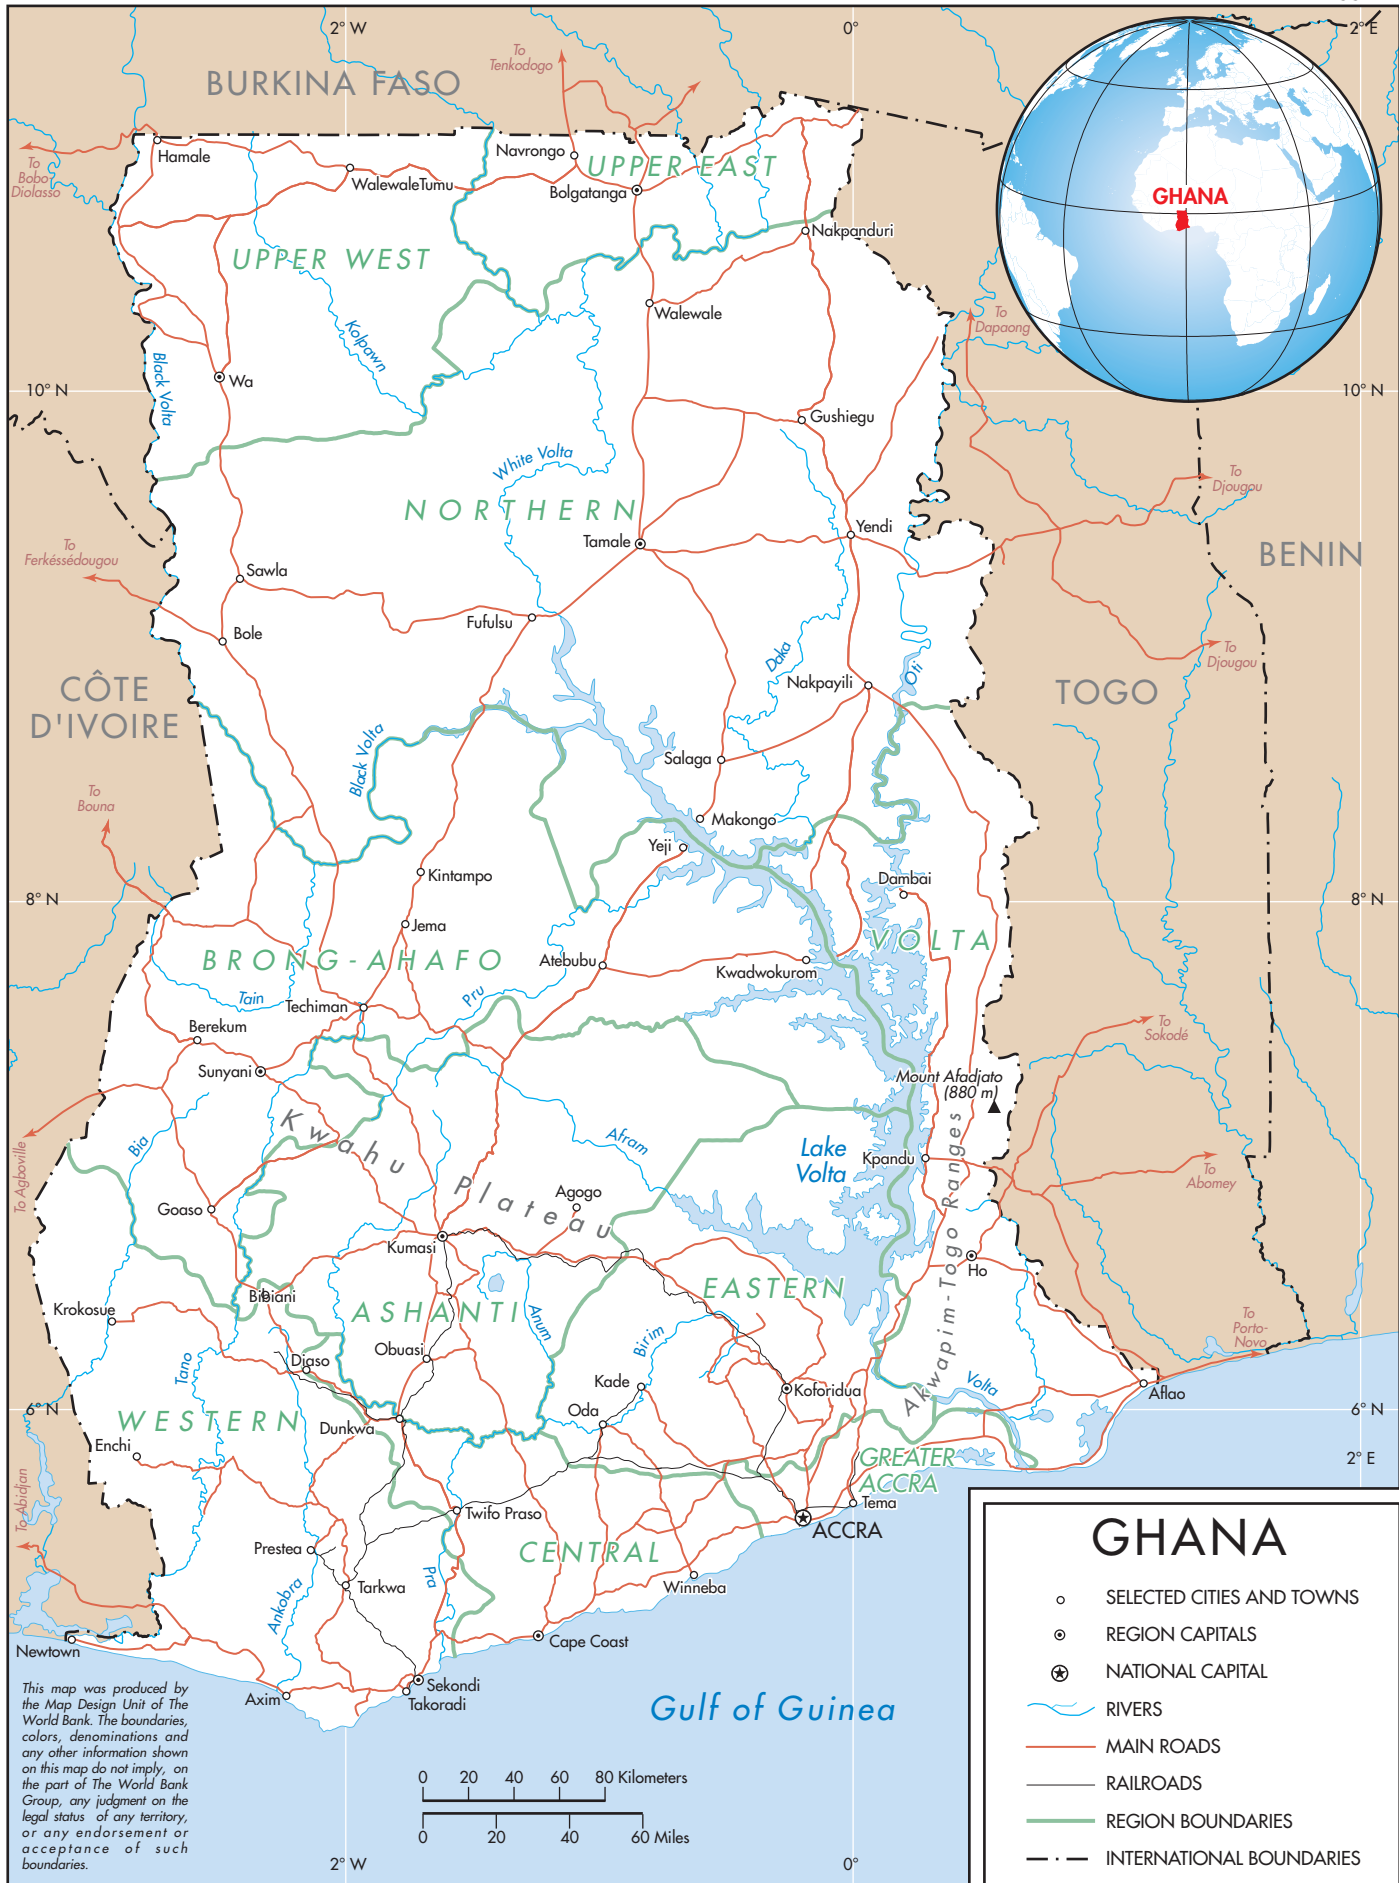 2° W
0°
2° E
To
Tenkodogo
BURKINA FASO
GHANA
To
Bobo-
Diolasso
Hamale
Navrongo
UPPER EAST
WalewaleTumu
Bolgatanga
Nakpanduri
UPPER WEST
Walewale
To
Dapaong
Kolpawn
Black Volta
Wa
10° N
10° N
Gushiegu
White Volta
To
Djougou
NORTHERN
Yendi
Tamale
BENIN
To
Ferkéssédougou
Sawla
Fufulsu
Bole
Daka
Oti
To
Djougou
Nakpayili
CÔTE
D'IVOIRE
TOGO
Black Volta
Salaga
To
Bouna
Makongo
Yeji
Kintampo
Dambai
8° N
8° N
Jema
VOLTA
BRONG-AHAFO
Atebubu
Kwadwokurom
Tain
Pru
Techiman
Berekum
To
Sokodé
Sunyani
Mount Afadjato
(880 m)
Kwahu Plateau
Bia
Afram
Lake
Volta
Kpandu
To Agboville
To
Abomey
Agogo
Goaso
Akwapim-Togo Ranges
Kumasi
Ho
Bibiani
EASTERN
Krokosue
ASHANTI
Anum
Birim
To
Porto-
Novo
Obuasi
Diaso
Tano
Kade
Koforidua
Volta
Aflao
6° N
6° N
WESTERN
Oda
Dunkwa
Enchi
GREATER
ACCRA
2° E
To Abidjan
Tema
Twifo Praso
ACCRA
Prestea
CENTRAL
Tarkwa
Pra
Winneba
Ankobra
Newtown
Cape Coast
Axim
Sekondi
Takoradi
Gulf of Guinea
This map was produced by
the Map Design Unit of The
World Bank. The boundaries,
colors, denominations and
any other information shown
on this map do not imply, on
the part of The World Bank
Group, any judgment on the
legal status of any territory,
or any endorsement or
acceptance of such
boundaries.
0 20 40 60 80 Kilometers
0 20 40 60 Miles
2° W
0°
GHANA
SELECTED CITIES AND TOWNS
REGION CAPITALS
NATIONAL CAPITAL
RIVERS
MAIN ROADS
RAILROADS
REGION BOUNDARIES
INTERNATIONAL BOUNDARIES